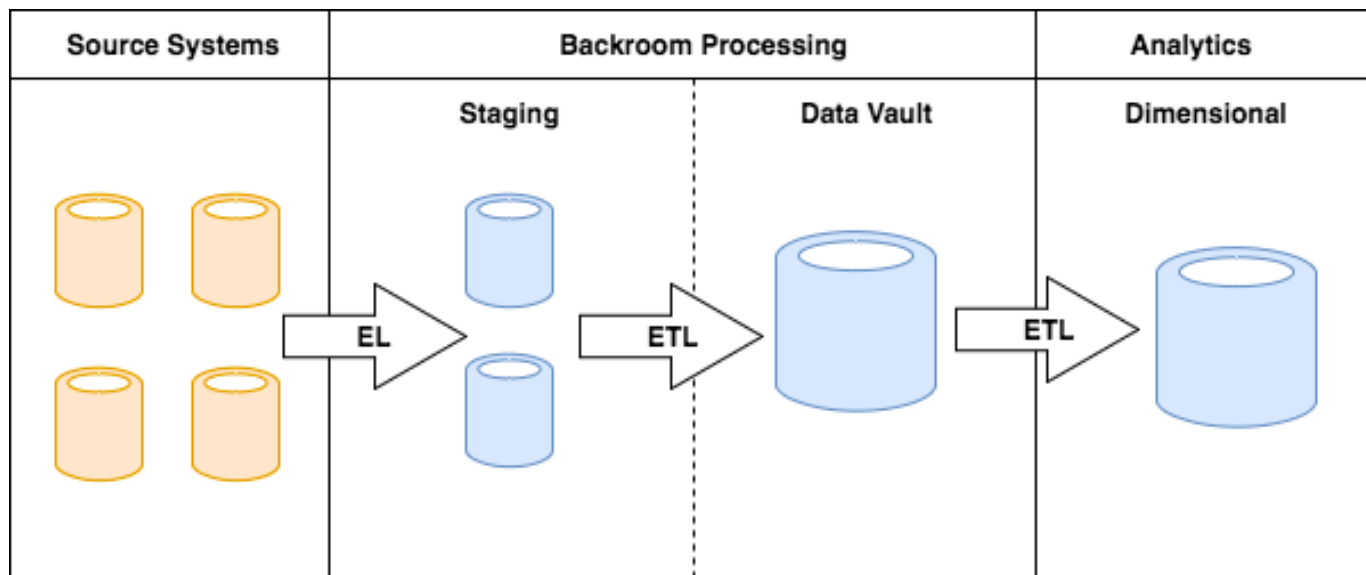 Source Systems
Backroom Processing
Analytics
Staging
Data Vault
Dimensional
EL
ETL
ETL